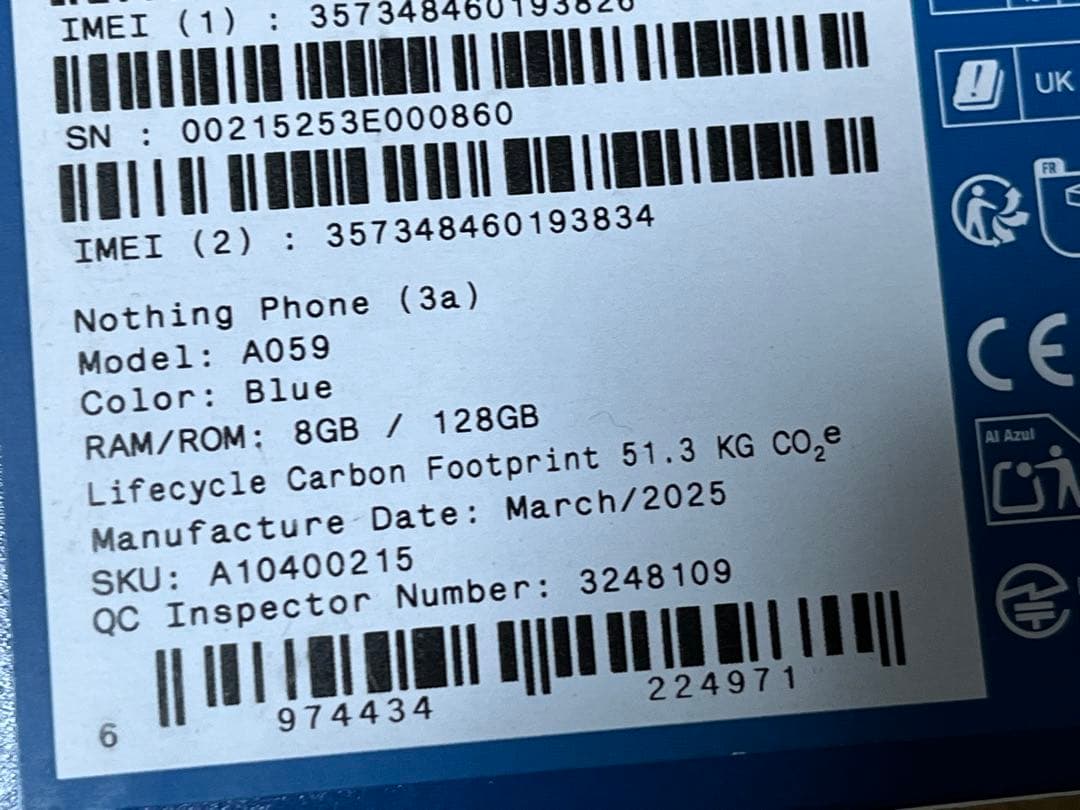 IMEI (1) : 357348460193826
SN : 00215253E000860
IMEI (2) : 357348460193834
Nothing Phone (3a)
Model: A059
Color: Blue
RAM/ROM: 8GB / 128GB
Lifecycle Carbon Footprint 51.3 KG CO₂e
Manufacture Date: March/2025
SKU: A10400215
QC Inspector Number: 3248109
6 974434 224971
UK
FR
CE
Al Azul